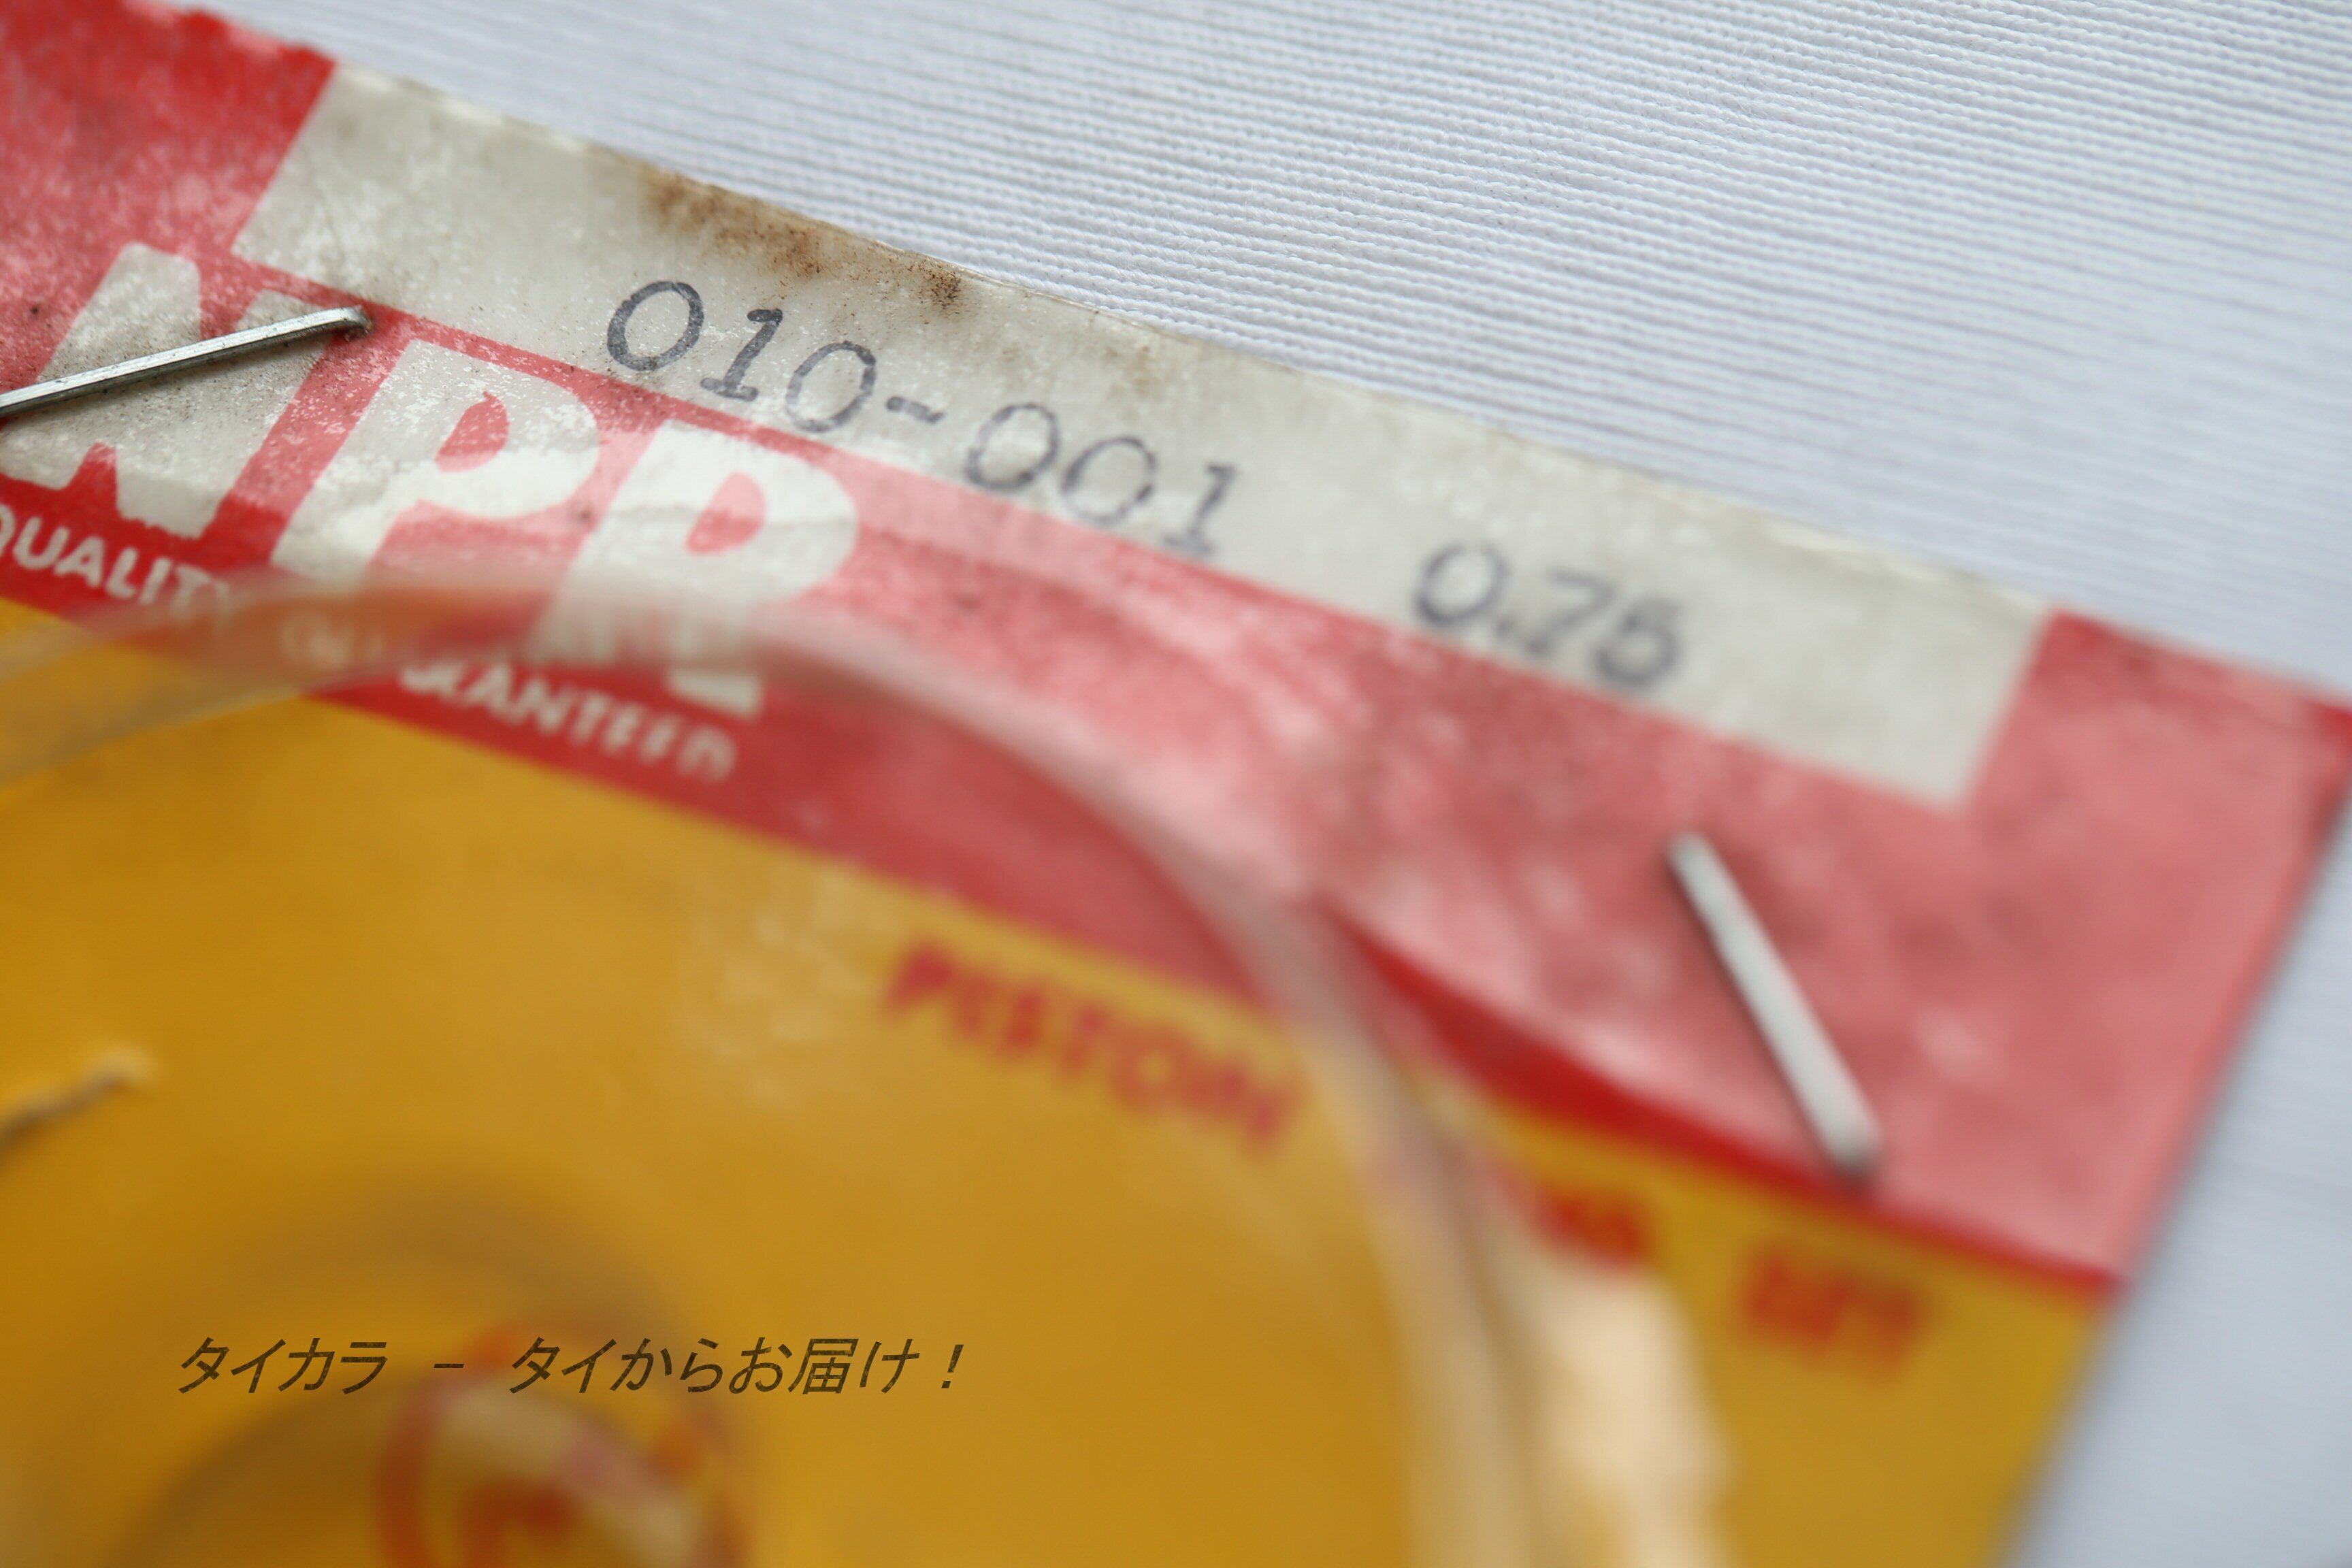 010-001 0.75
NPR
QUALITY GUARANTEED
PISTON
SET
タイカラ － タイからお届け！